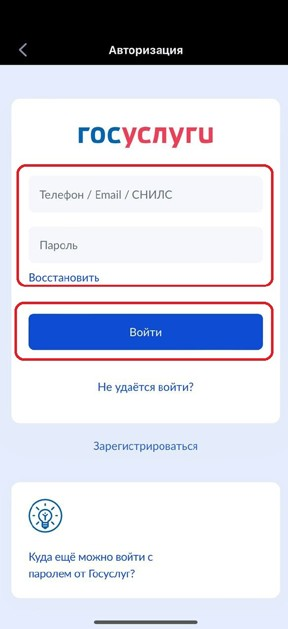 Авторизация
госуслуги
Телефон / Email / СНИЛС
Пароль
Восстановить
Войти
Не удаётся войти?
Зарегистрироваться
Куда ещё можно войти с
паролем от Госуслуг?